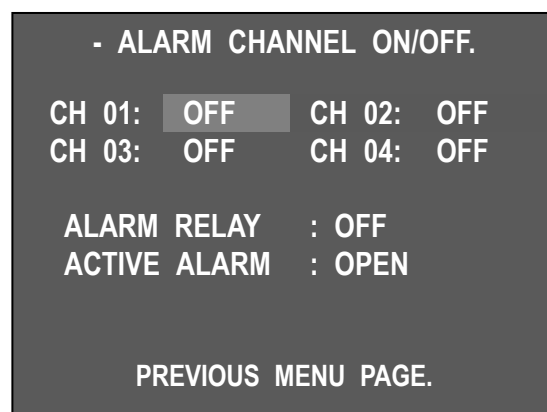 - ALARM CHANNEL ON/OFF.
CH 01: OFF CH 02: OFF
CH 03: OFF CH 04: OFF
ALARM RELAY : OFF
ACTIVE ALARM : OPEN
PREVIOUS MENU PAGE.